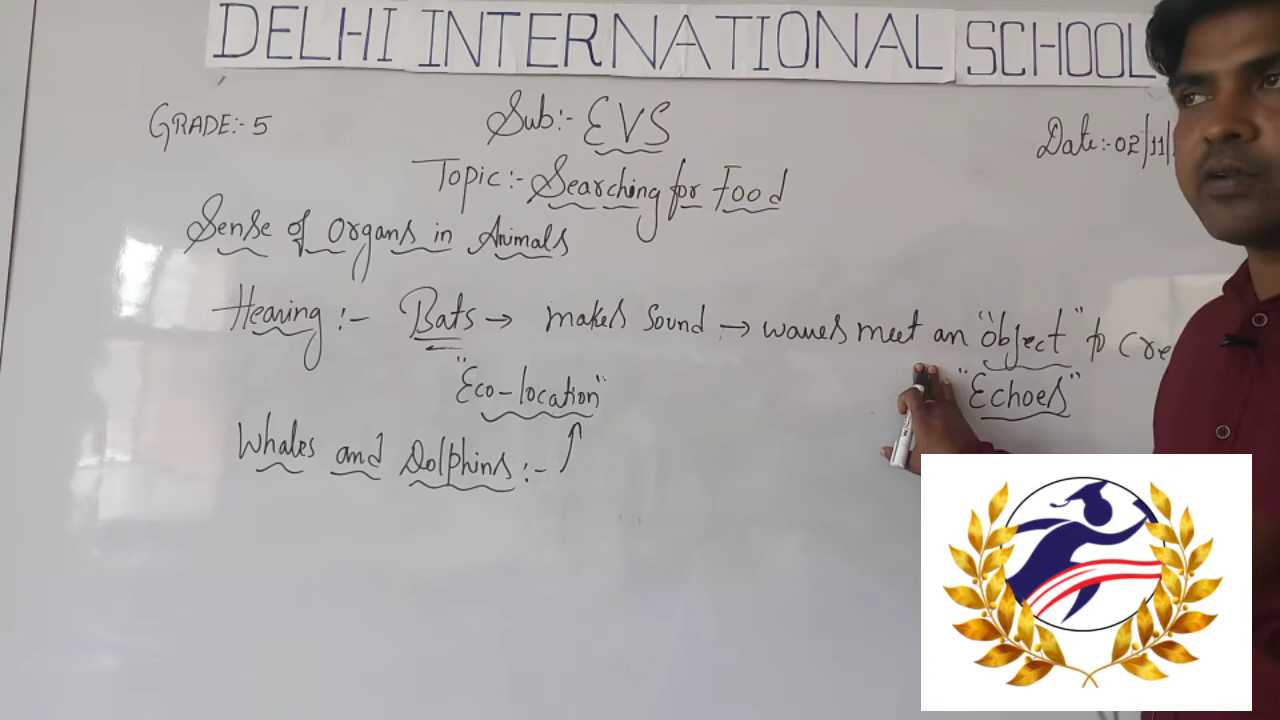 DELHI INTERNATIONAL SCHOOL
GRADE:- 5
Sub:- EVS
Date:-02/11/
Topic:- Searching for Food
Sense of Organs in Animals
Hearing :- Bats → makes sound → waves meet an "object" to cre
"Eco-location"
"Echoes"
Whales and Dolphins :- ↑